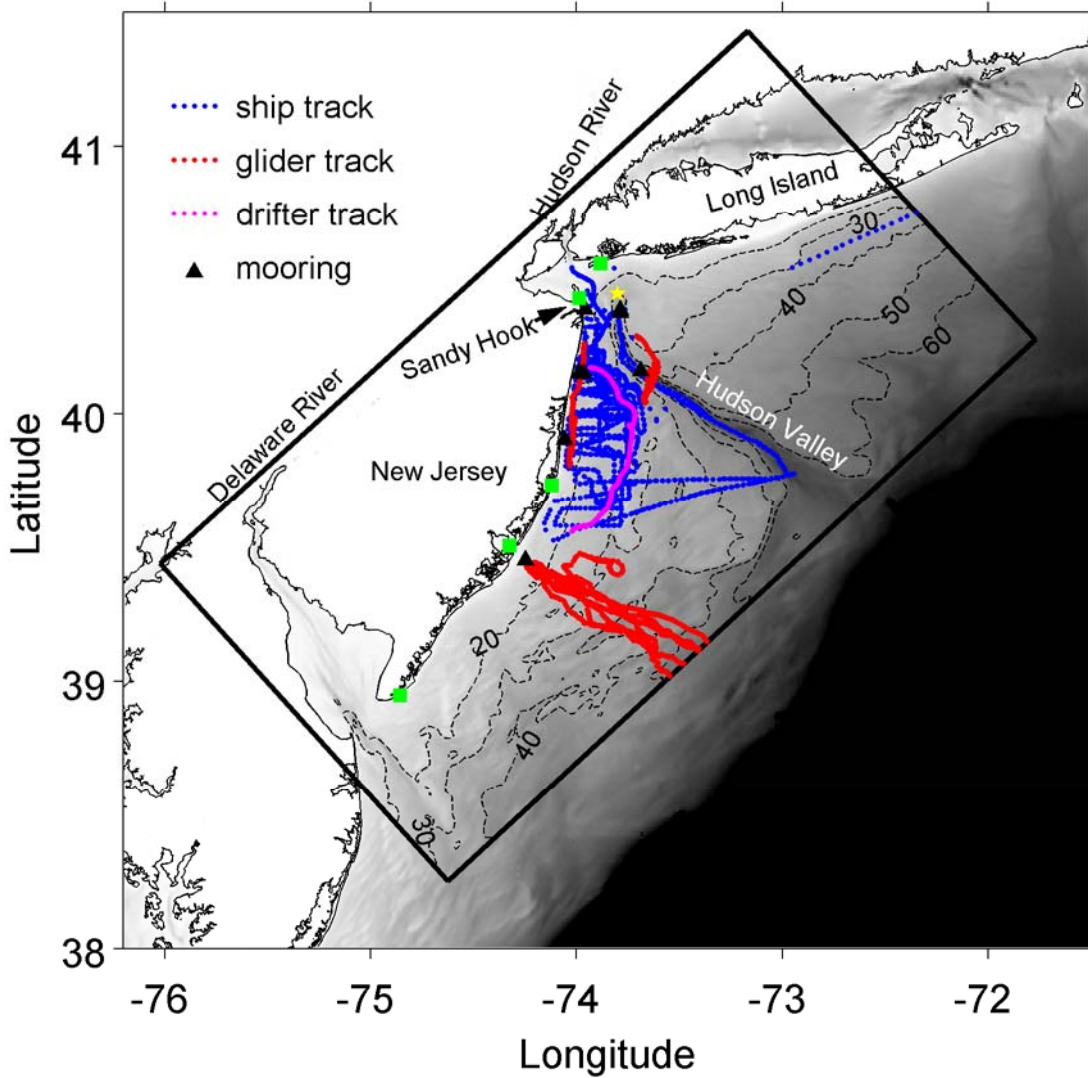 ship track
glider track
drifter track
mooring
Hudson River
Long Island
30
40
50
60
Sandy Hook
Hudson Valley
Delaware River
New Jersey
20
40
30
41
40
39
38
Latitude
-76
-75
-74
-73
-72
Longitude